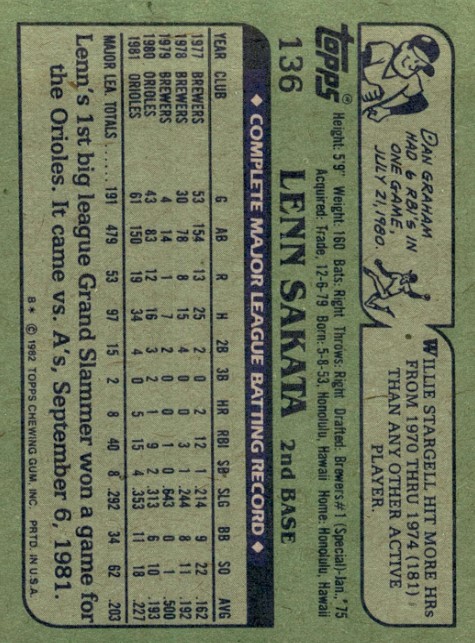 DAN GRAHAM
HAD 6 RBI'S IN
ONE GAME,
JULY 21, 1980.
WILLIE STARGELL HIT MORE HRs
FROM 1970 THRU 1974 (181)
THAN ANY OTHER ACTIVE
PLAYER.
topps®
136 LENN SAKATA 2nd BASE
Height: 5'9" Weight: 160 Bats: Right Throws: Right Drafted: Brewers #1 (Special)-Jan. '75
Acquired: Trade, 12-6-79 Born: 5-8-53, Honolulu, Hawaii Home: Honolulu, Hawaii
◆ COMPLETE MAJOR LEAGUE BATTING RECORD ◆
YEAR CLUB G AB R H 2B 3B HR RBI SB SLG BB SO AVG
1977 BREWERS 53 154 13 25 2 0 2 12 1 .214 9 22 .162
1978 BREWERS 30 78 8 15 4 0 0 3 1 .244 8 11 .192
1979 BREWERS 4 14 1 7 2 0 0 1 0 .643 0 1 .500
1980 ORIOLES 43 83 12 16 3 2 1 9 2 .313 6 10 .193
1981 ORIOLES 61 150 19 34 4 0 5 15 4 .353 11 18 .227
MAJOR LEA. TOTALS ..... 191 479 53 97 15 2 8 40 8 .292 34 62 .203
Lenn's 1st big league Grand Slammer won a game for
the Orioles. It came vs. A's, September 6, 1981.
B* © 1982 TOPPS CHEWING GUM, INC. PRTD. IN U.S.A.